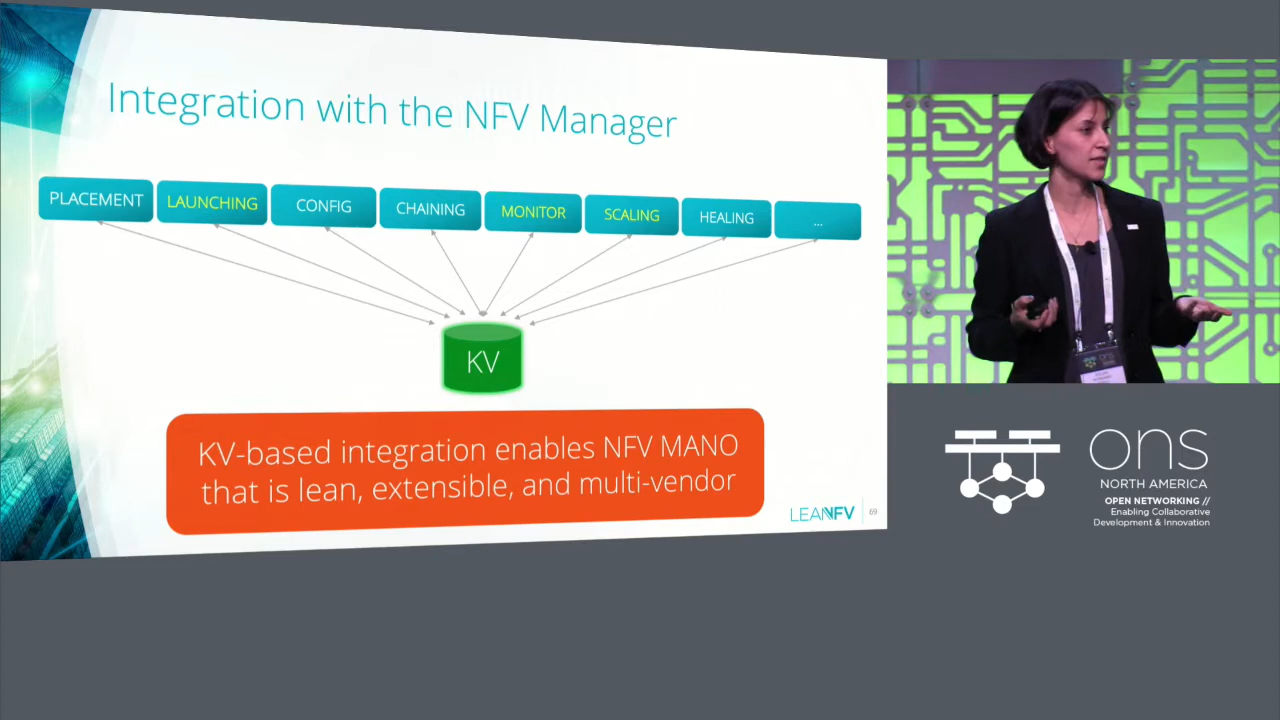 Integration with the NFV Manager
PLACEMENT
LAUNCHING
CONFIG
CHAINING
MONITOR
SCALING
HEALING
...
KV
KV-based integration enables NFV MANO
that is lean, extensible, and multi-vendor
LEANNFV
69
ons
ons
NORTH AMERICA
OPEN NETWORKING //
Enabling Collaborative
Development & Innovation